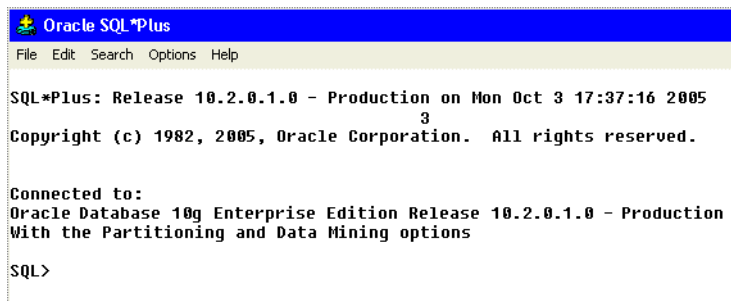 Oracle SQL*Plus
File Edit Search Options Help
SQL*Plus: Release 10.2.0.1.0 - Production on Mon Oct 3 17:37:16 2005
3
Copyright (c) 1982, 2005, Oracle Corporation. All rights reserved.
Connected to:
Oracle Database 10g Enterprise Edition Release 10.2.0.1.0 - Production
With the Partitioning and Data Mining options
SQL>